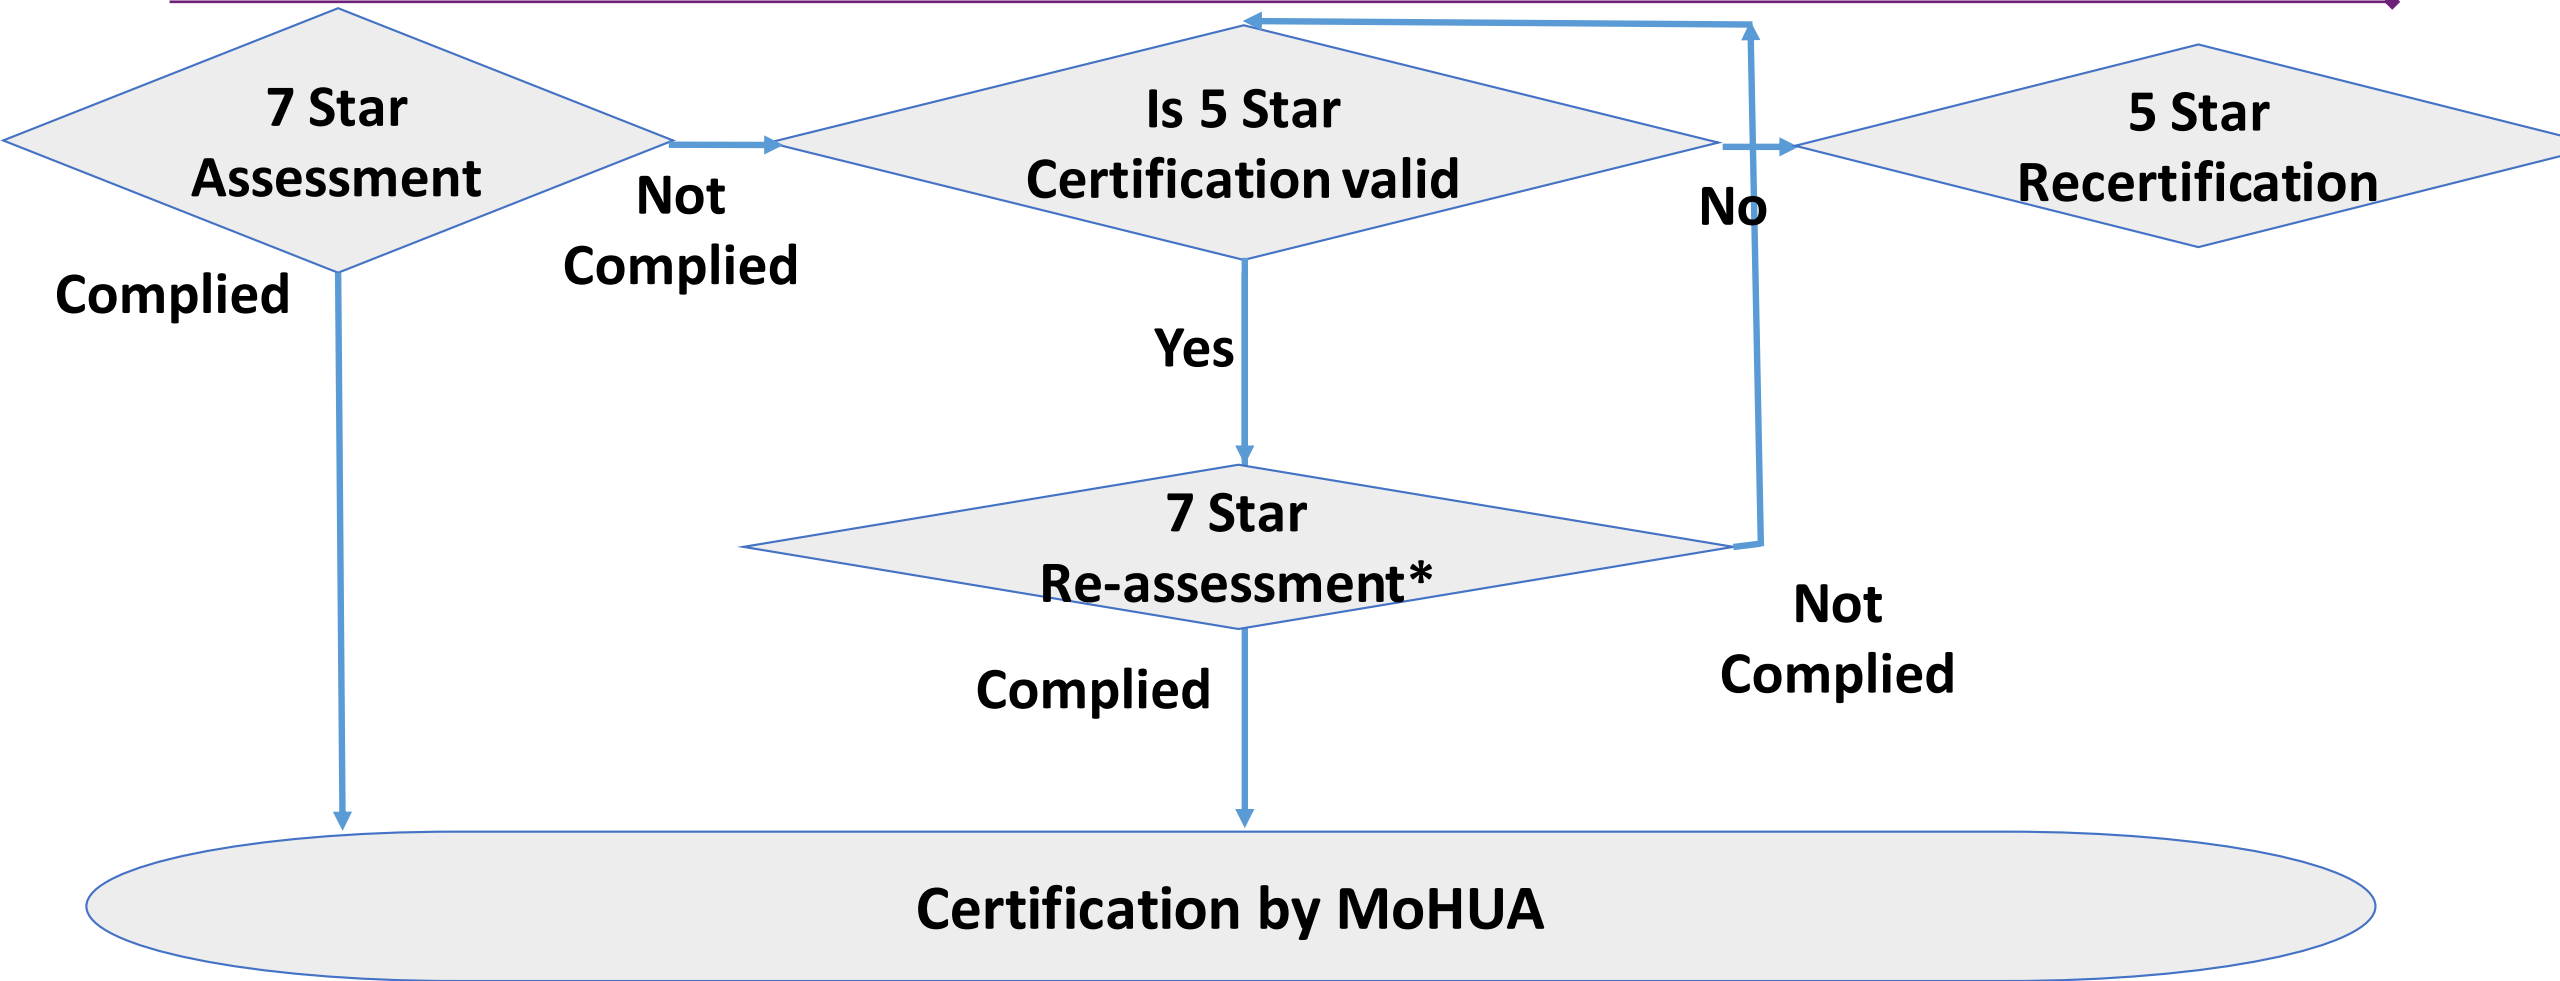 7 Star
Assessment
Not
Complied
Complied
Is 5 Star
Certification valid
No
5 Star
Recertification
Yes
7 Star
Re-assessment*
Not
Complied
Complied
Certification by MoHUA